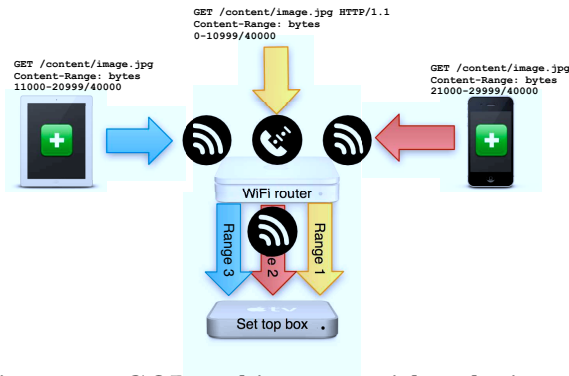 GET /content/image.jpg HTTP/1.1
Content-Range: bytes
0-10999/40000
GET /content/image.jpg
Content-Range: bytes
11000-20999/40000
GET /content/image.jpg
Content-Range: bytes
21000-29999/40000
WiFi router
Range 3
e 2
Range 1
tv
Set top box